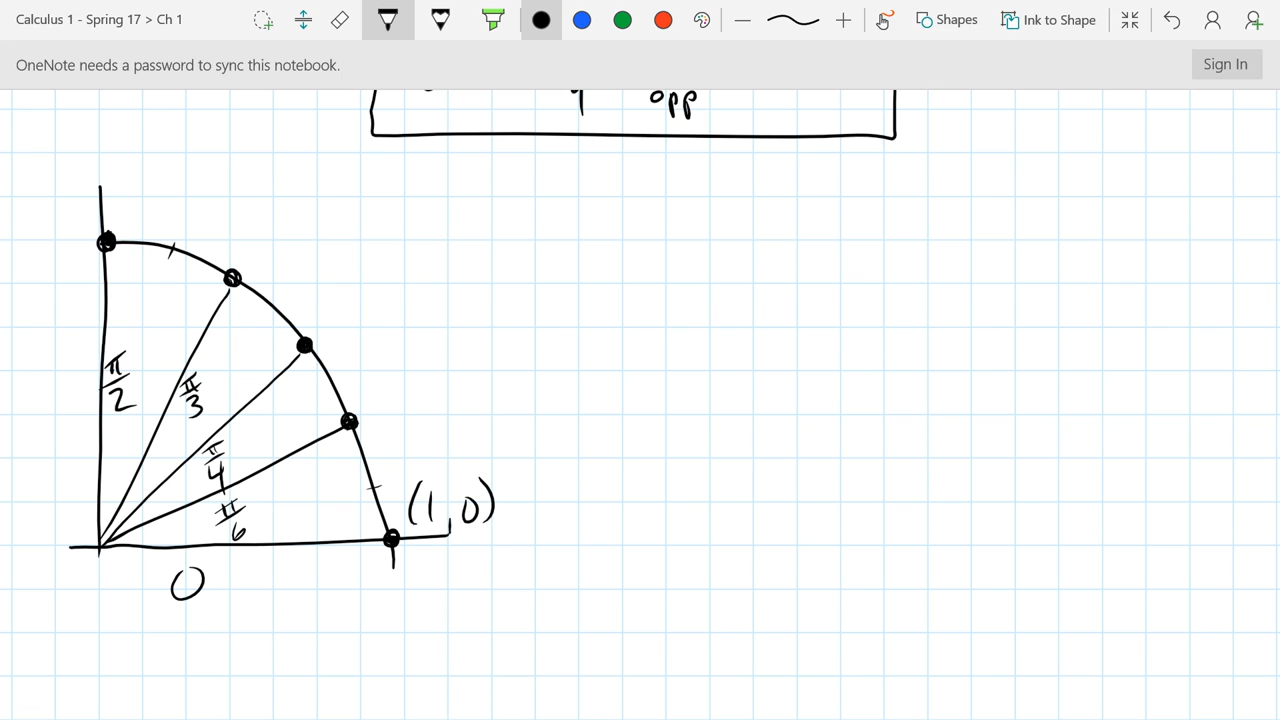 Calculus 1 - Spring 17 > Ch 1
Shapes
Ink to Shape
OneNote needs a password to sync this notebook.
Sign In
opp
π/2
π/3
π/4
π/6
(1,0)
0